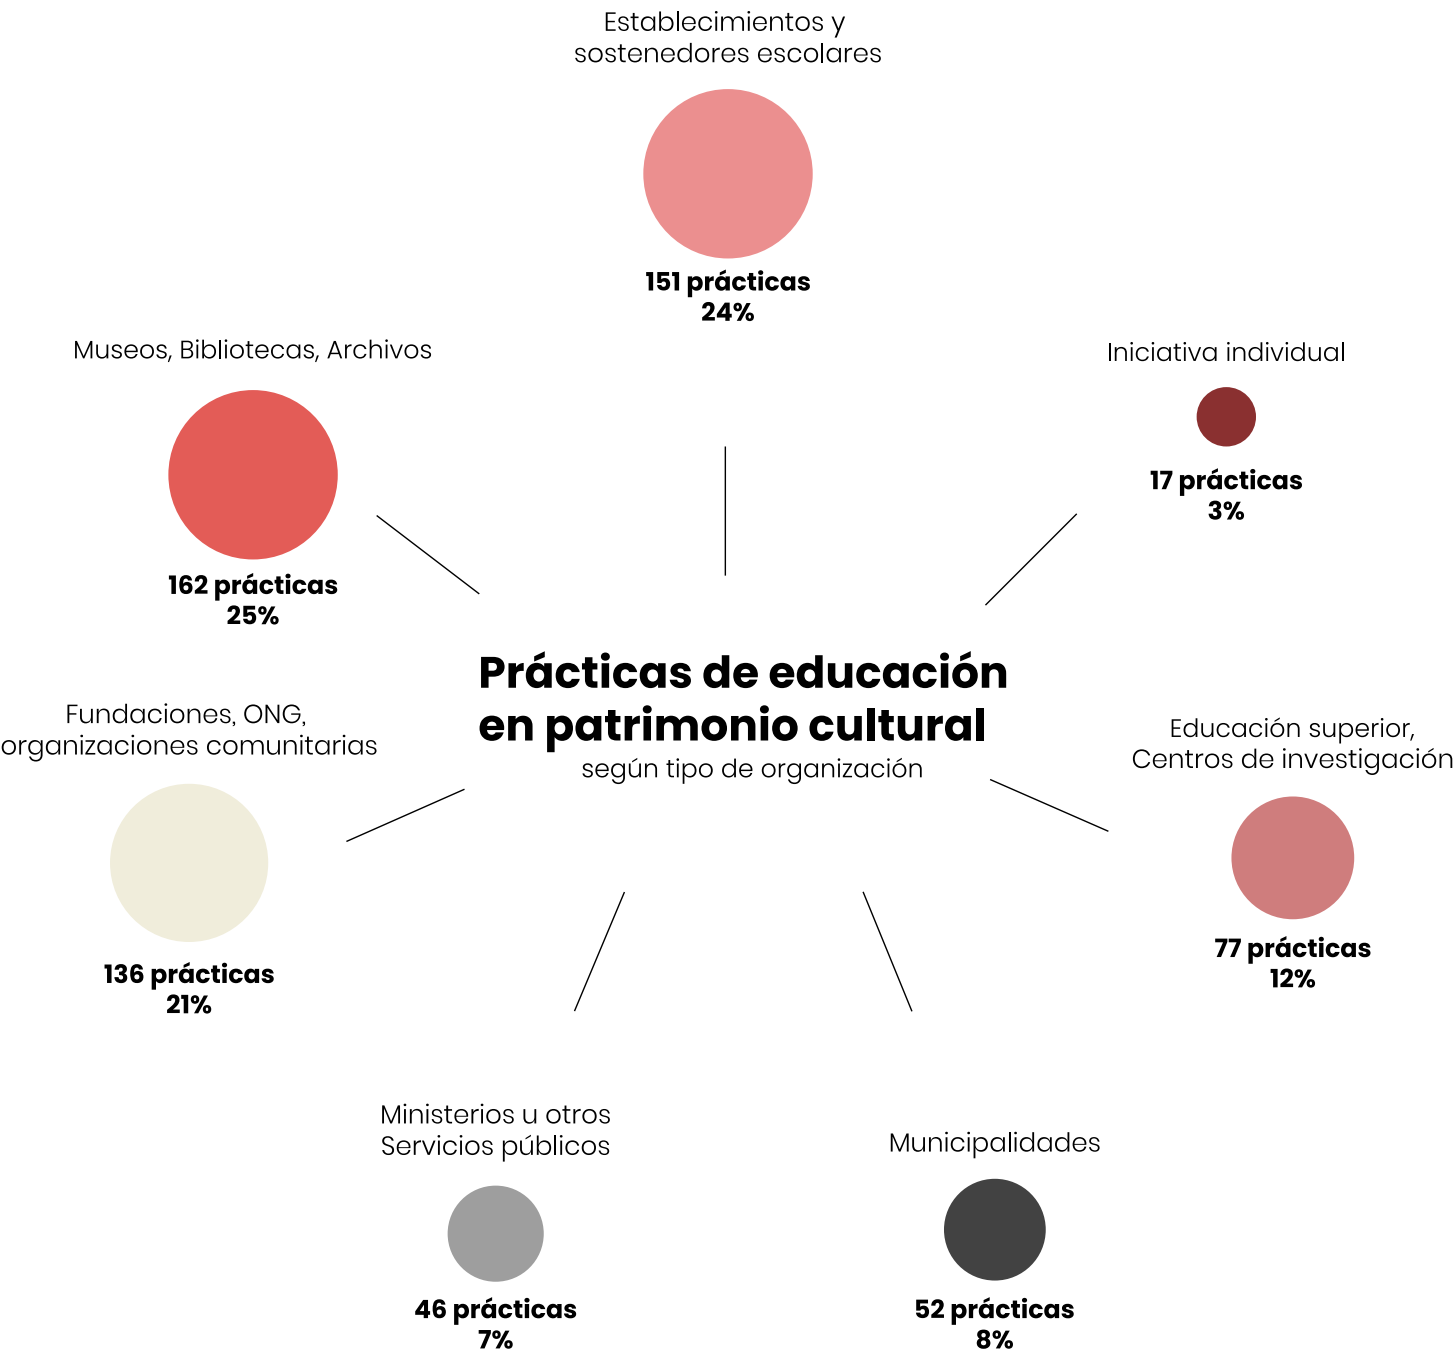 Establecimientos y
sostenedores escolares
151 prácticas
24%
Museos, Bibliotecas, Archivos
162 prácticas
25%
Iniciativa individual
17 prácticas
3%
Prácticas de educación
en patrimonio cultural
según tipo de organización
Fundaciones, ONG,
organizaciones comunitarias
136 prácticas
21%
Educación superior,
Centros de investigación
77 prácticas
12%
Ministerios u otros
Servicios públicos
46 prácticas
7%
Municipalidades
52 prácticas
8%